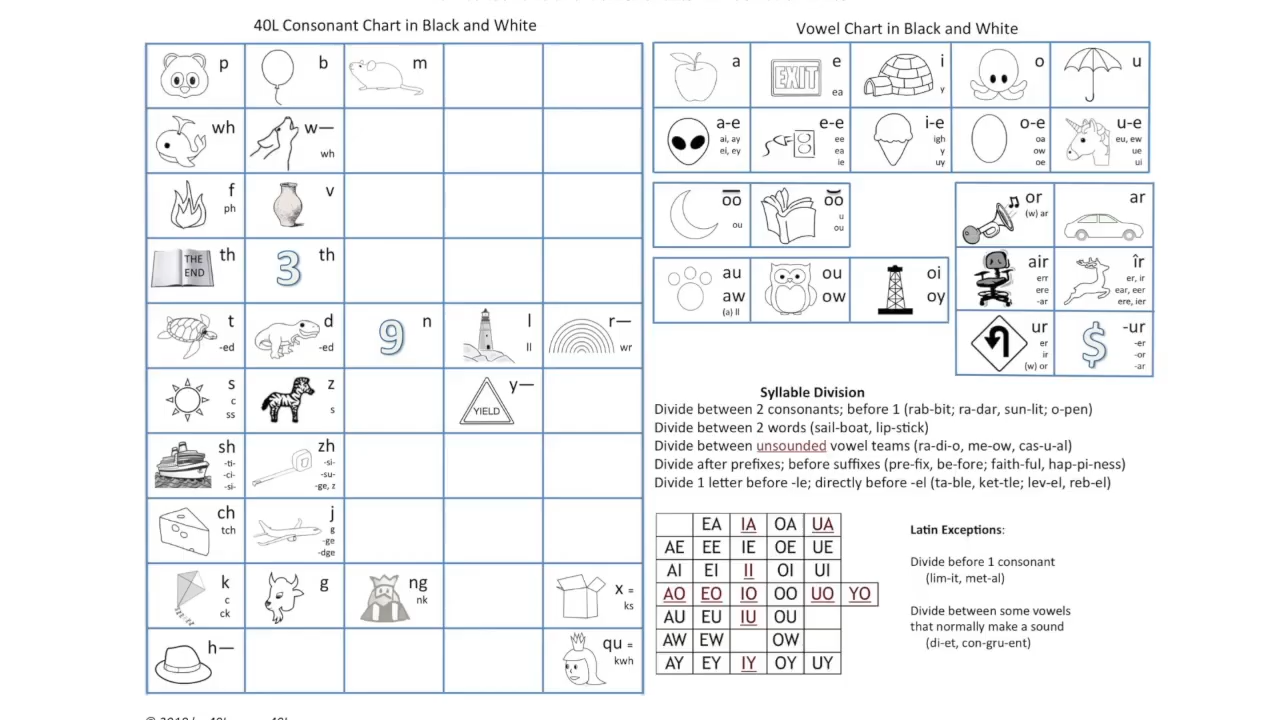 40L Consonant Chart in Black and White
p
b
m
wh
w—
wh
f
ph
v
THE
END
th
3
th
t
-ed
d
-ed
9
n
l
ll
r—
wr
s
c
ss
z
s
YIELD
y—
sh
-ti-
-ci-
-si-
zh
-si-
-su-
-ge, z
ch
tch
j
g
-ge
-dge
k
c
ck
g
ng
nk
x =
ks
h—
qu =
kwh
Vowel Chart in Black and White
a
EXIT
e
ea
i
y
o
u
a-e
ai, ay
ei, ey
e-e
ee
ea
ie
i-e
igh
y
uy
o-e
oa
ow
oe
u-e
eu, ew
ue
ui
o͞o
ou
o͝o
u
ou
au
aw
(a) ll
ou
ow
oi
oy
or
(w) ar
ar
air
err
ere
-ar
îr
er, ir
ear, eer
ere, ier
ur
er
ir
(w) or
$
-ur
-er
-or
-ar
Syllable Division
Divide between 2 consonants; before 1 (rab-bit; ra-dar, sun-lit; o-pen)
Divide between 2 words (sail-boat, lip-stick)
Divide between unsounded vowel teams (ra-di-o, me-ow, cas-u-al)
Divide after prefixes; before suffixes (pre-fix, be-fore; faith-ful, hap-pi-ness)
Divide 1 letter before -le; directly before -el (ta-ble, ket-tle; lev-el, reb-el)
EA IA OA UA
AE EE IE OE UE
AI EI II OI UI
AO EO IO OO UO YO
AU EU IU OU
AW EW OW
AY EY IY OY UY
Latin Exceptions:
Divide before 1 consonant
(lim-it, met-al)
Divide between some vowels
that normally make a sound
(di-et, con-gru-ent)